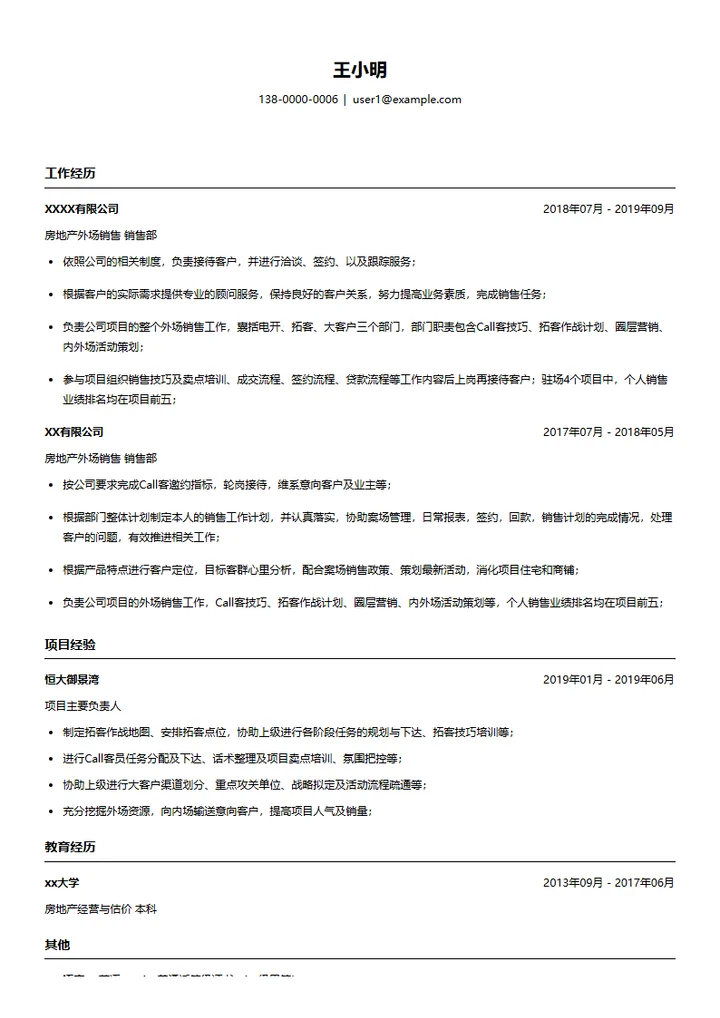 王小明
138-0000-0006 | user1@example.com
工作经历
XXXX有限公司 2018年07月 - 2019年09月
房地产外场销售 销售部
• 依照公司的相关制度，负责接待客户，并进行洽谈、签约、以及跟踪服务；
• 根据客户的实际需求提供专业的顾问服务，保持良好的客户关系，努力提高业务素质，完成销售任务；
• 负责公司项目的整个外场销售工作，囊括电开、拓客、大客户三个部门，部门职责包含Call客技巧、拓客作战计划、圈层营销、
内外场活动策划；
• 参与项目组织销售技巧及卖点培训、成交流程、签约流程、贷款流程等工作内容后上岗再接待客户；驻场4个项目中，个人销售
业绩排名均在项目前五；
XX有限公司 2017年07月 - 2018年05月
房地产外场销售 销售部
• 按公司要求完成Call客邀约指标，轮岗接待，维系意向客户及业主等；
• 根据部门整体计划制定本人的销售工作计划，并认真落实，协助案场管理，日常报表，签约，回款，销售计划的完成情况，处理
客户的问题，有效推进相关工作；
• 根据产品特点进行客户定位，目标客群心里分析，配合案场销售政策、策划最新活动，消化项目住宅和商铺；
• 负责公司项目的外场销售工作，Call客技巧、拓客作战计划、圈层营销、内外场活动策划等，个人销售业绩排名均在项目前五；
项目经验
恒大御景湾 2019年01月 - 2019年06月
项目主要负责人
• 制定拓客作战地图、安排拓客点位，协助上级进行各阶段任务的规划与下达、拓客技巧培训等；
• 进行Call客员任务分配及下达、话术整理及项目卖点培训、氛围把控等；
• 协助上级进行大客户渠道划分、重点攻关单位、战略拟定及活动流程疏通等；
• 充分挖掘外场资源，向内场输送意向客户，提高项目人气及销量；
教育经历
xx大学 2013年09月 - 2017年06月
房地产经营与估价 本科
其他